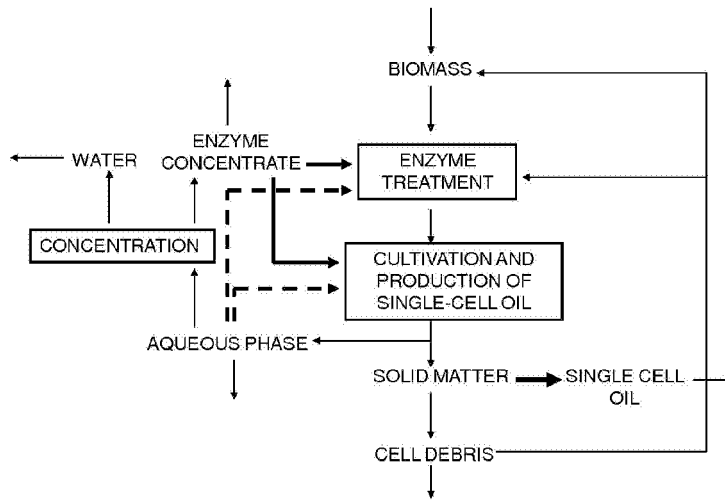 BIOMASS
ENZYME
CONCENTRATE
WATER
ENZYME
TREATMENT
CONCENTRATION
CULTIVATION AND
PRODUCTION OF
SINGLE-CELL OIL
AQUEOUS PHASE
SOLID MATTER
SINGLE CELL
OIL
CELL DEBRIS